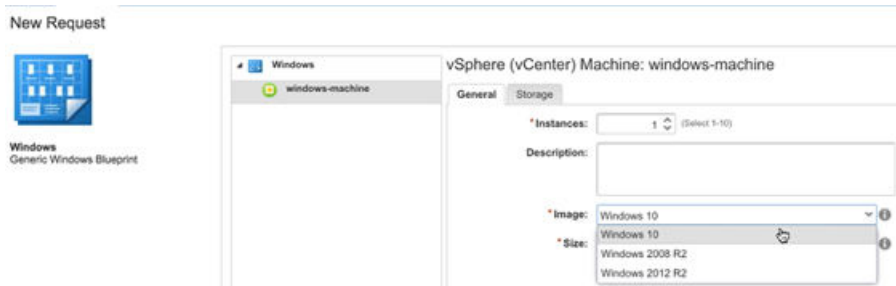 New Request
Windows
Generic Windows Blueprint
Windows
windows-machine
vSphere (vCenter) Machine: windows-machine
General Storage
*Instances: 1 (Select 1-10)
Description:
*Image: Windows 10
*Size:
Windows 10
Windows 2008 R2
Windows 2012 R2